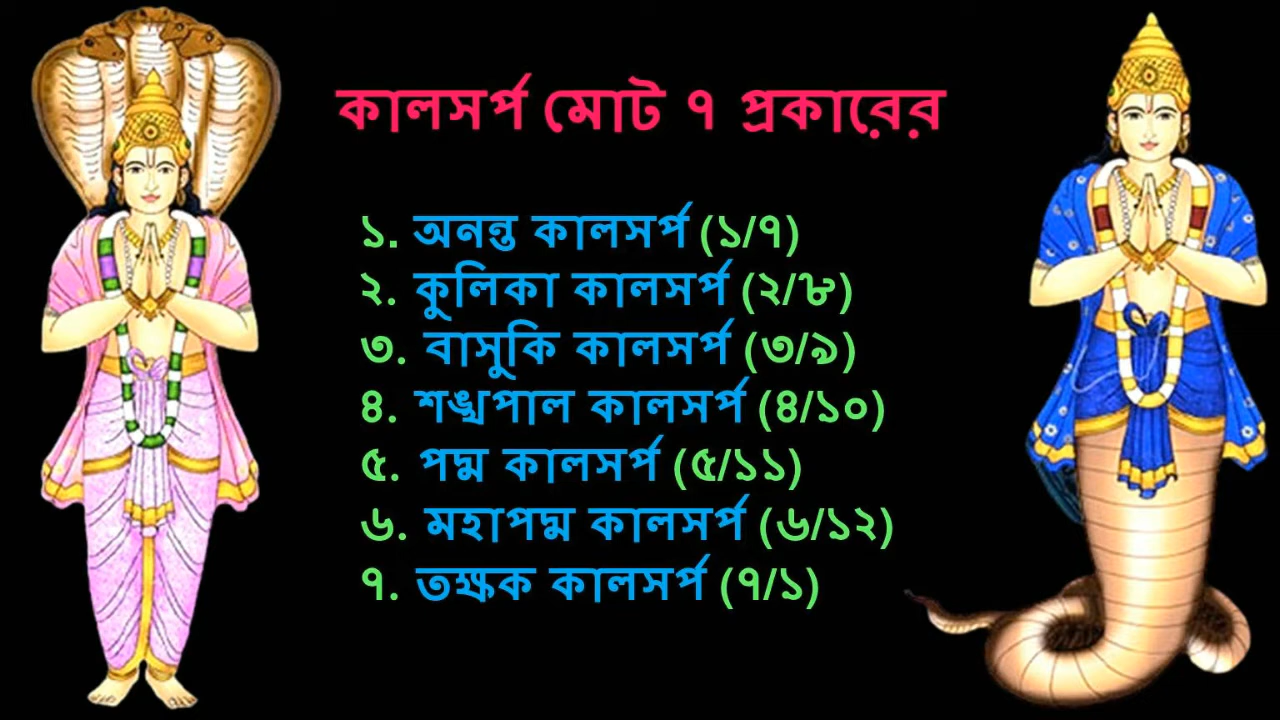 কালসর্প মোট ৭ প্রকারের
১. অনন্ত কালসর্প (১/৭)
২. কুলিকা কালসর্প (২/৮)
৩. বাসুকি কালসর্প (৩/৯)
৪. শঙ্খপাল কালসর্প (৪/১০)
৫. পদ্ম কালসর্প (৫/১১)
৬. মহাপদ্ম কালসর্প (৬/১২)
৭. তক্ষক কালসর্প (৭/১)